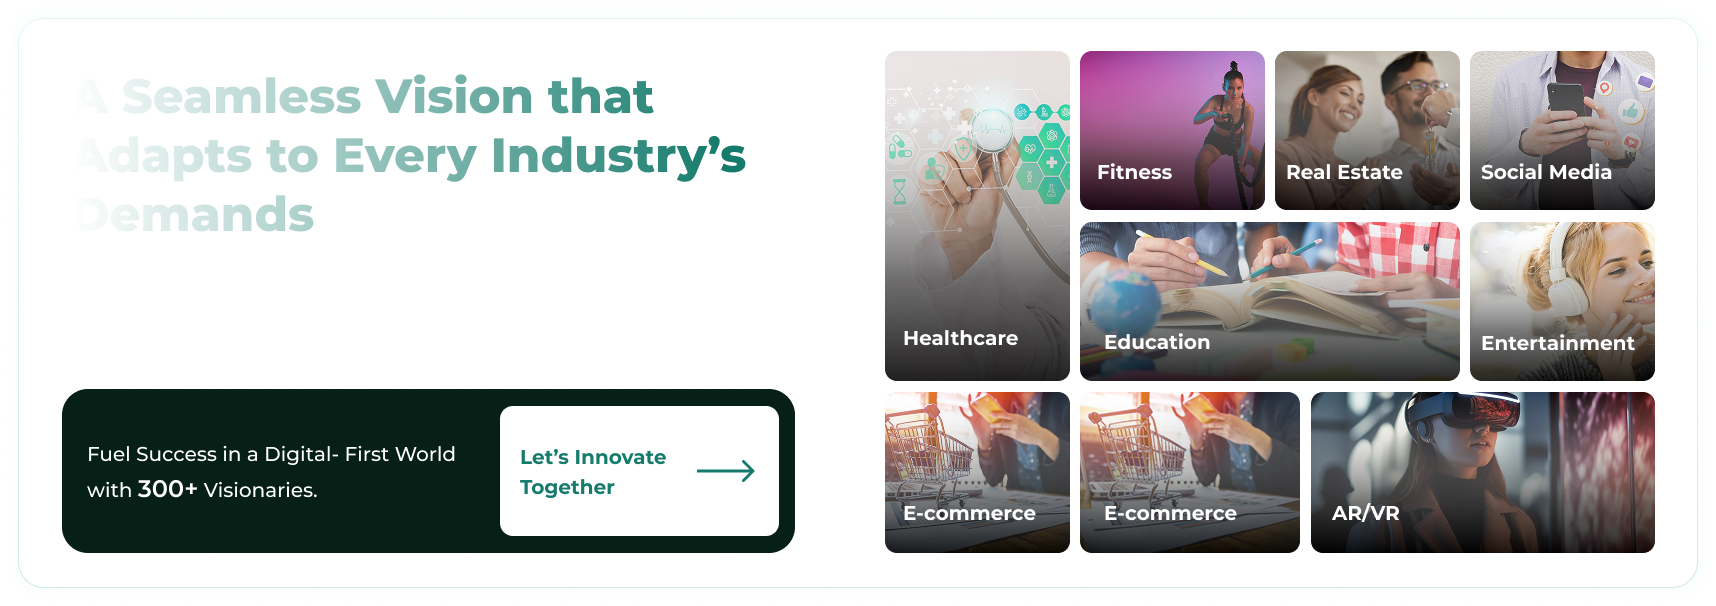 A Seamless Vision that
Adapts to Every Industry’s
Demands
Fuel Success in a Digital- First World
with 300+ Visionaries.
Let’s Innovate
Together
Healthcare
Fitness
Real Estate
Social Media
Education
Entertainment
E-commerce
E-commerce
AR/VR